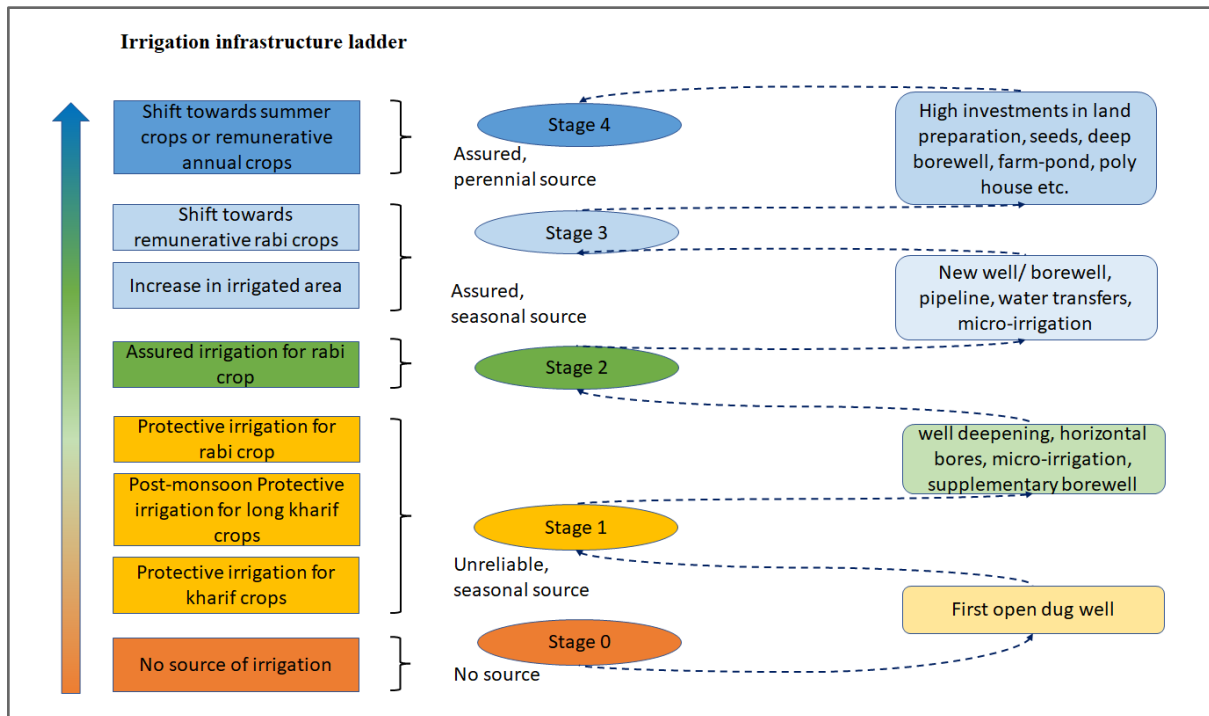 Irrigation infrastructure ladder
Shift towards summer
crops or remunerative
annual crops
Stage 4
Assured,
perennial source
High investments in land
preparation, seeds, deep
borewell, farm-pond, poly
house etc.
Shift towards
remunerative rabi crops
Stage 3
Increase in irrigated area
Assured,
seasonal source
New well/ borewell,
pipeline, water transfers,
micro-irrigation
Assured irrigation for rabi
crop
Stage 2
Protective irrigation for
rabi crop
well deepening, horizontal
bores, micro-irrigation,
supplementary borewell
Post-monsoon Protective
irrigation for long kharif
crops
Stage 1
Protective irrigation for
kharif crops
Unreliable,
seasonal source
First open dug well
No source of irrigation
Stage 0
No source